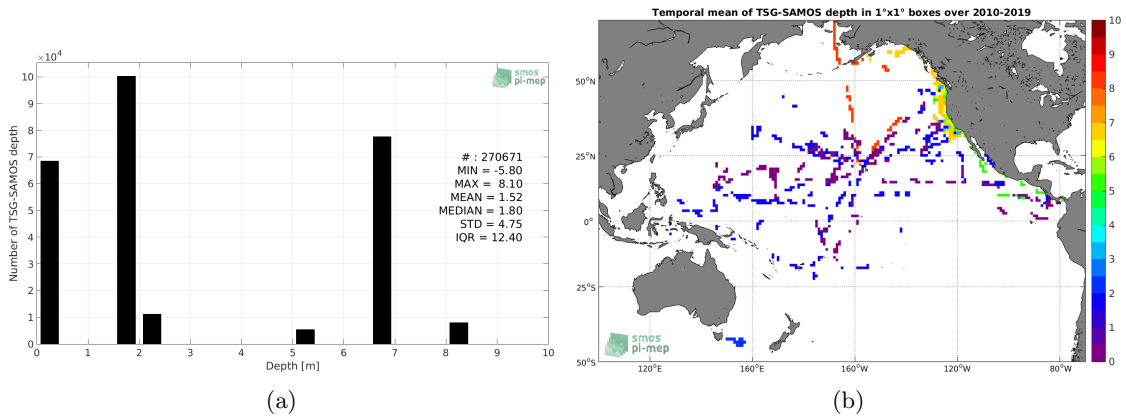 ×10⁴
10
9
8
7
6
5
4
3
2
1
0
Number of TSG-SAMOS depth
smos
pi-mep
# : 270671
MIN = -5.80
MAX = 8.10
MEAN = 1.52
MEDIAN = 1.80
STD = 4.75
IQR = 12.40
0 1 2 3 4 5 6 7 8 9 10
Depth [m]
(a)
Temporal mean of TSG-SAMOS depth in 1°x1° boxes over 2010-2019
50°N
25°N
0°
25°S
50°S
smos
pi-mep
120°E 160°E 160°W 120°W 80°W
10
9
8
7
6
5
4
3
2
1
0
(b)